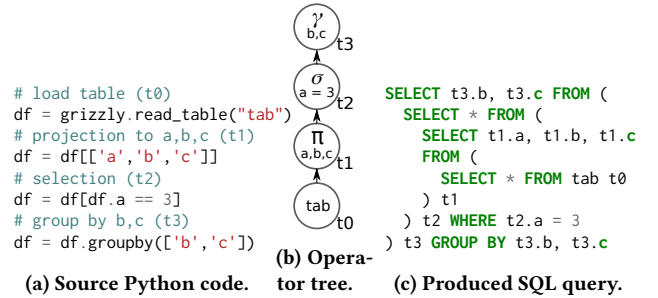 # load table (t0)
df = grizzly.read_table("tab")
# projection to a,b,c (t1)
df = df[['a','b','c']]
# selection (t2)
df = df[df.a == 3]
# group by b,c (t3)
df = df.groupby(['b','c'])
(a) Source Python code.
γ
b,c
t3
σ
a = 3
t2
Π
a,b,c
t1
tab
t0
(b) Opera-
tor tree.
SELECT t3.b, t3.c FROM (
SELECT * FROM (
SELECT t1.a, t1.b, t1.c
FROM (
SELECT * FROM tab t0
) t1
) t2 WHERE t2.a = 3
) t3 GROUP BY t3.b, t3.c
(c) Produced SQL query.